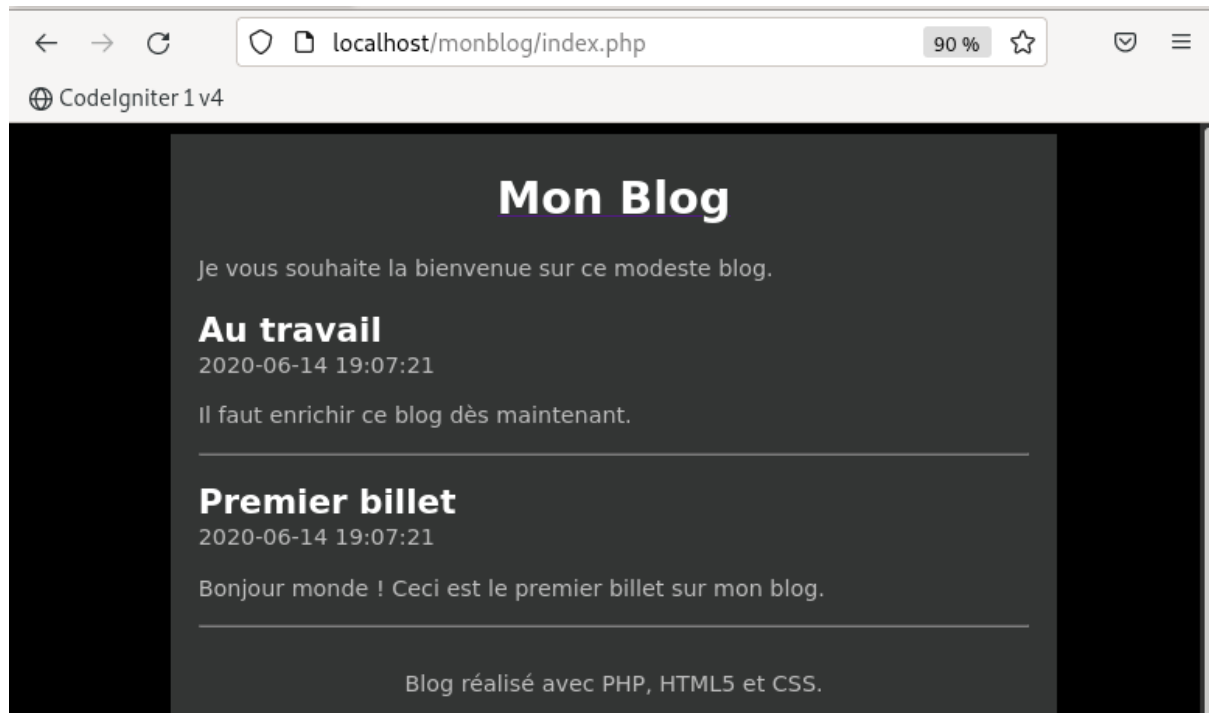 localhost/monblog/index.php 90 %
CodeIgniter 1 v4
Mon Blog
Je vous souhaite la bienvenue sur ce modeste blog.
Au travail
2020-06-14 19:07:21
Il faut enrichir ce blog dès maintenant.
Premier billet
2020-06-14 19:07:21
Bonjour monde ! Ceci est le premier billet sur mon blog.
Blog réalisé avec PHP, HTML5 et CSS.